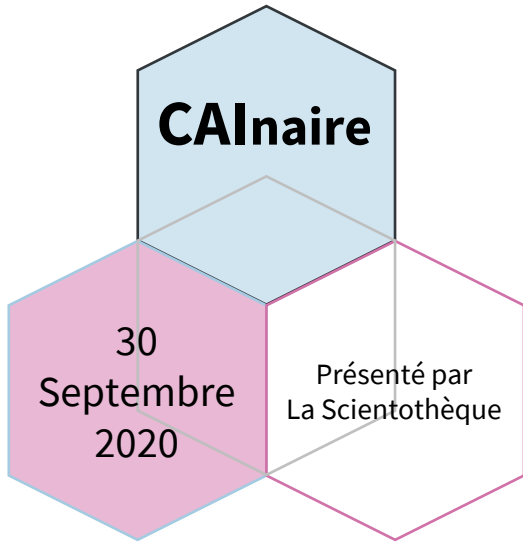 CAInaire
30
Septembre
2020
Présenté par
La Scientothèque